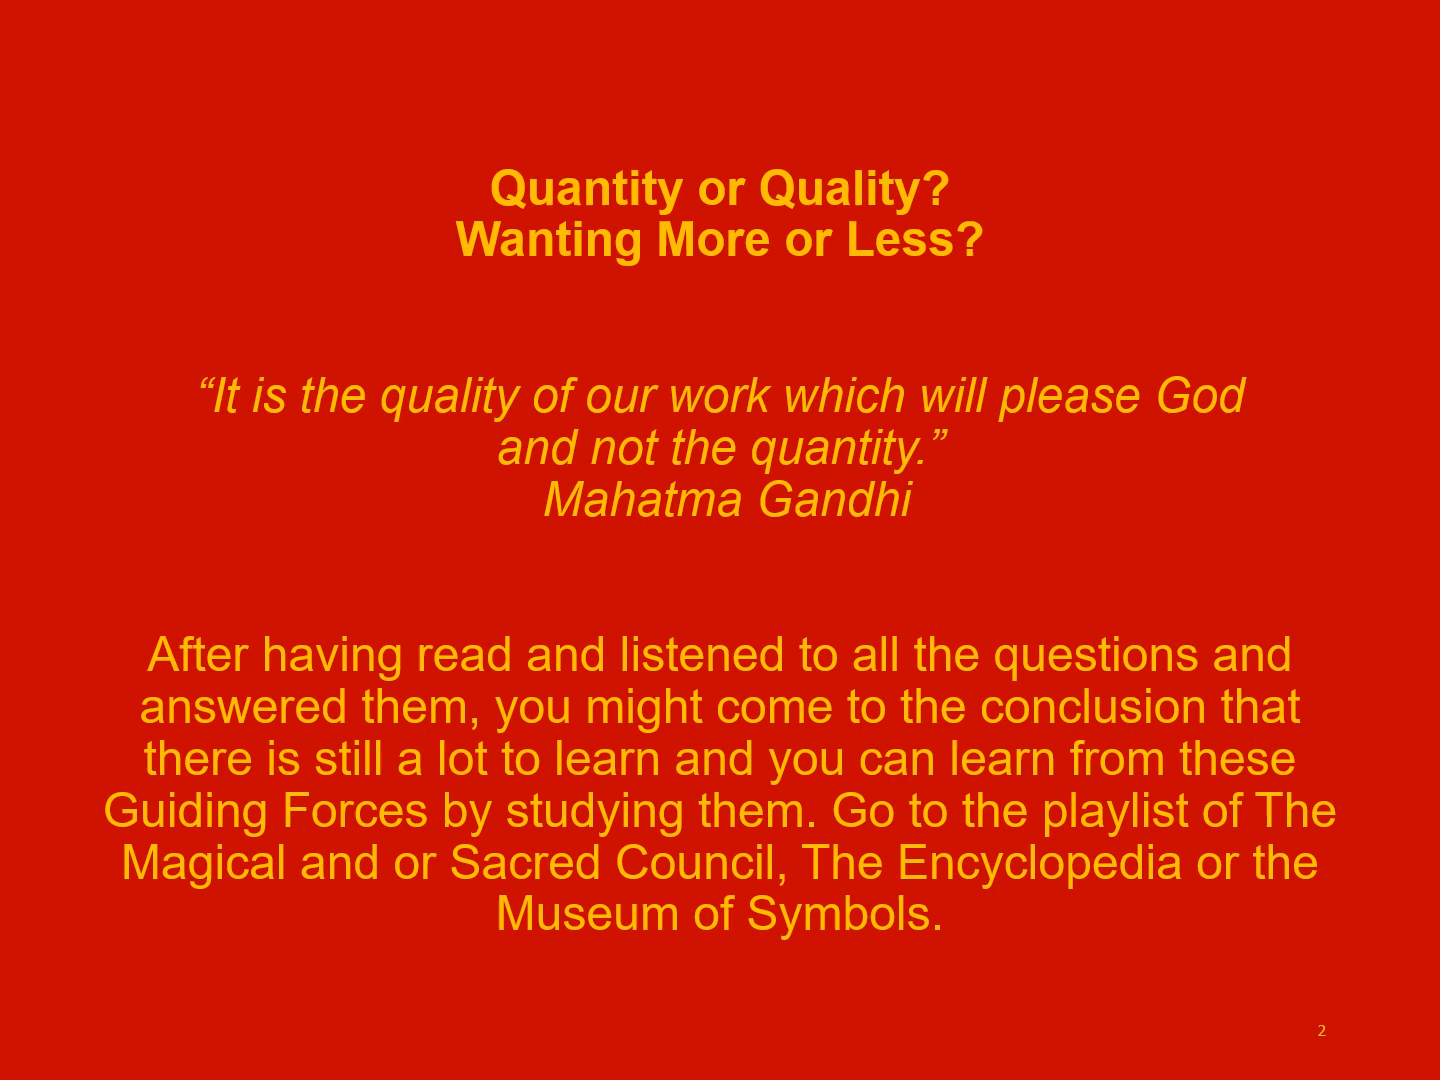 Quantity or Quality?
Wanting More or Less?
“It is the quality of our work which will please God
and not the quantity.”
Mahatma Gandhi
After having read and listened to all the questions and
answered them, you might come to the conclusion that
there is still a lot to learn and you can learn from these
Guiding Forces by studying them. Go to the playlist of The
Magical and or Sacred Council, The Encyclopedia or the
Museum of Symbols.
2